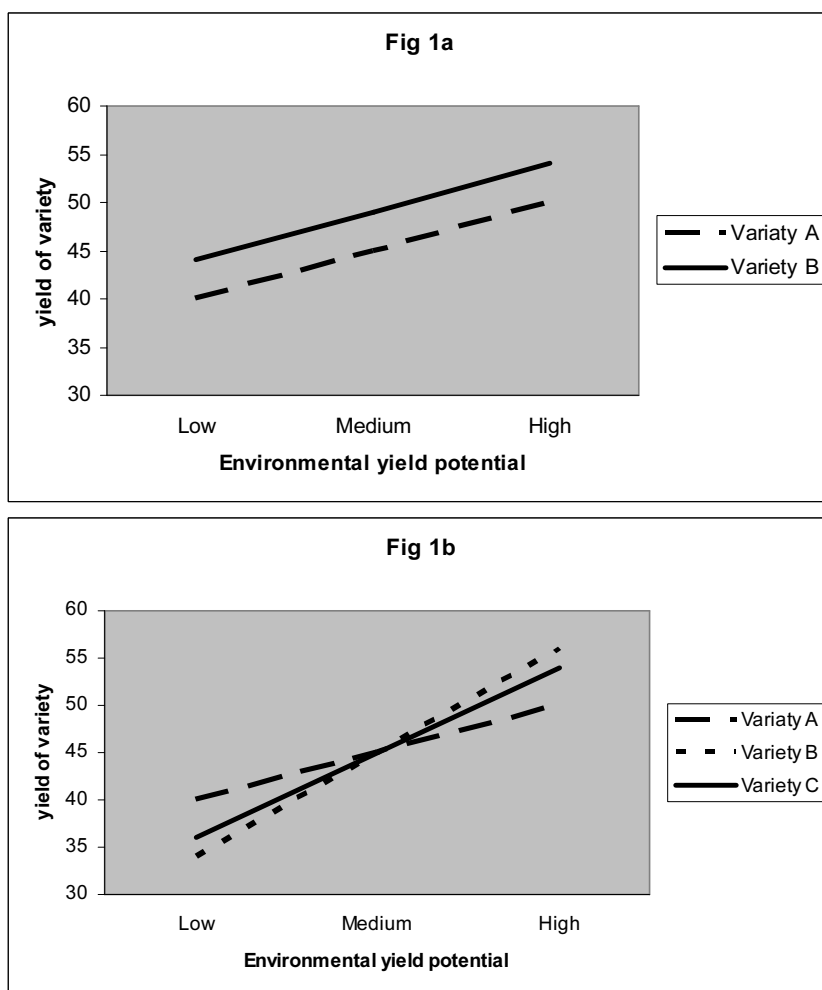 Fig 1a
60
55
50
45
40
35
30
yield of variety
Low Medium High
Environmental yield potential
Variaty A
Variety B
Fig 1b
60
55
50
45
40
35
30
yield of variety
Low Medium High
Environmental yield potential
Variaty A
Variety B
Variety C